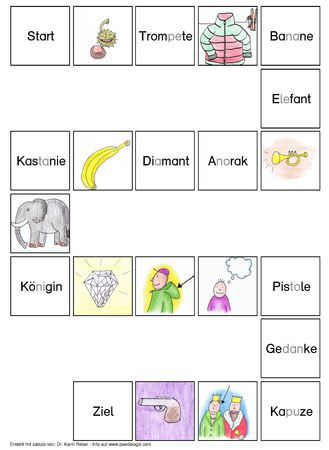 Start Trompete Banane
Elefant
Kastanie Diamant Anorak
Königin Pistole
Gedanke
Ziel Kapuze
Erstellt mit zabulo von: Dr. Karin Reber - Info auf www.paedalogis.com